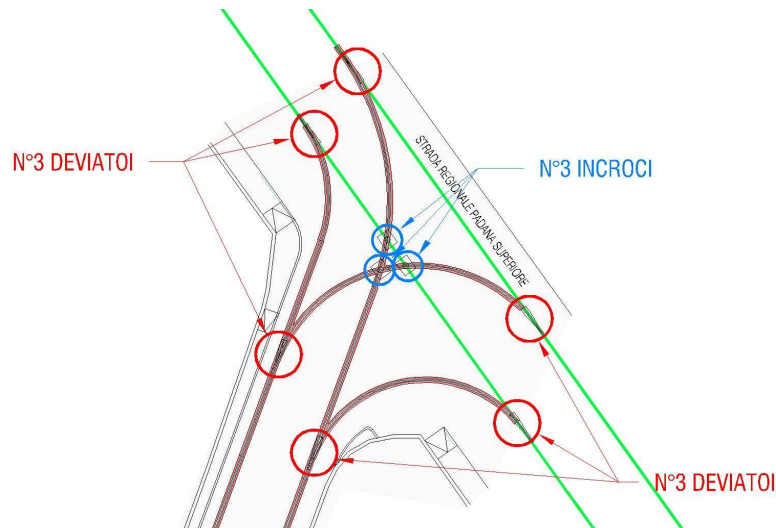 N°3 DEVIATOI
N°3 INCROCI
STRADA REGIONALE PADANA SUPERIORE
N°3 DEVIATOI